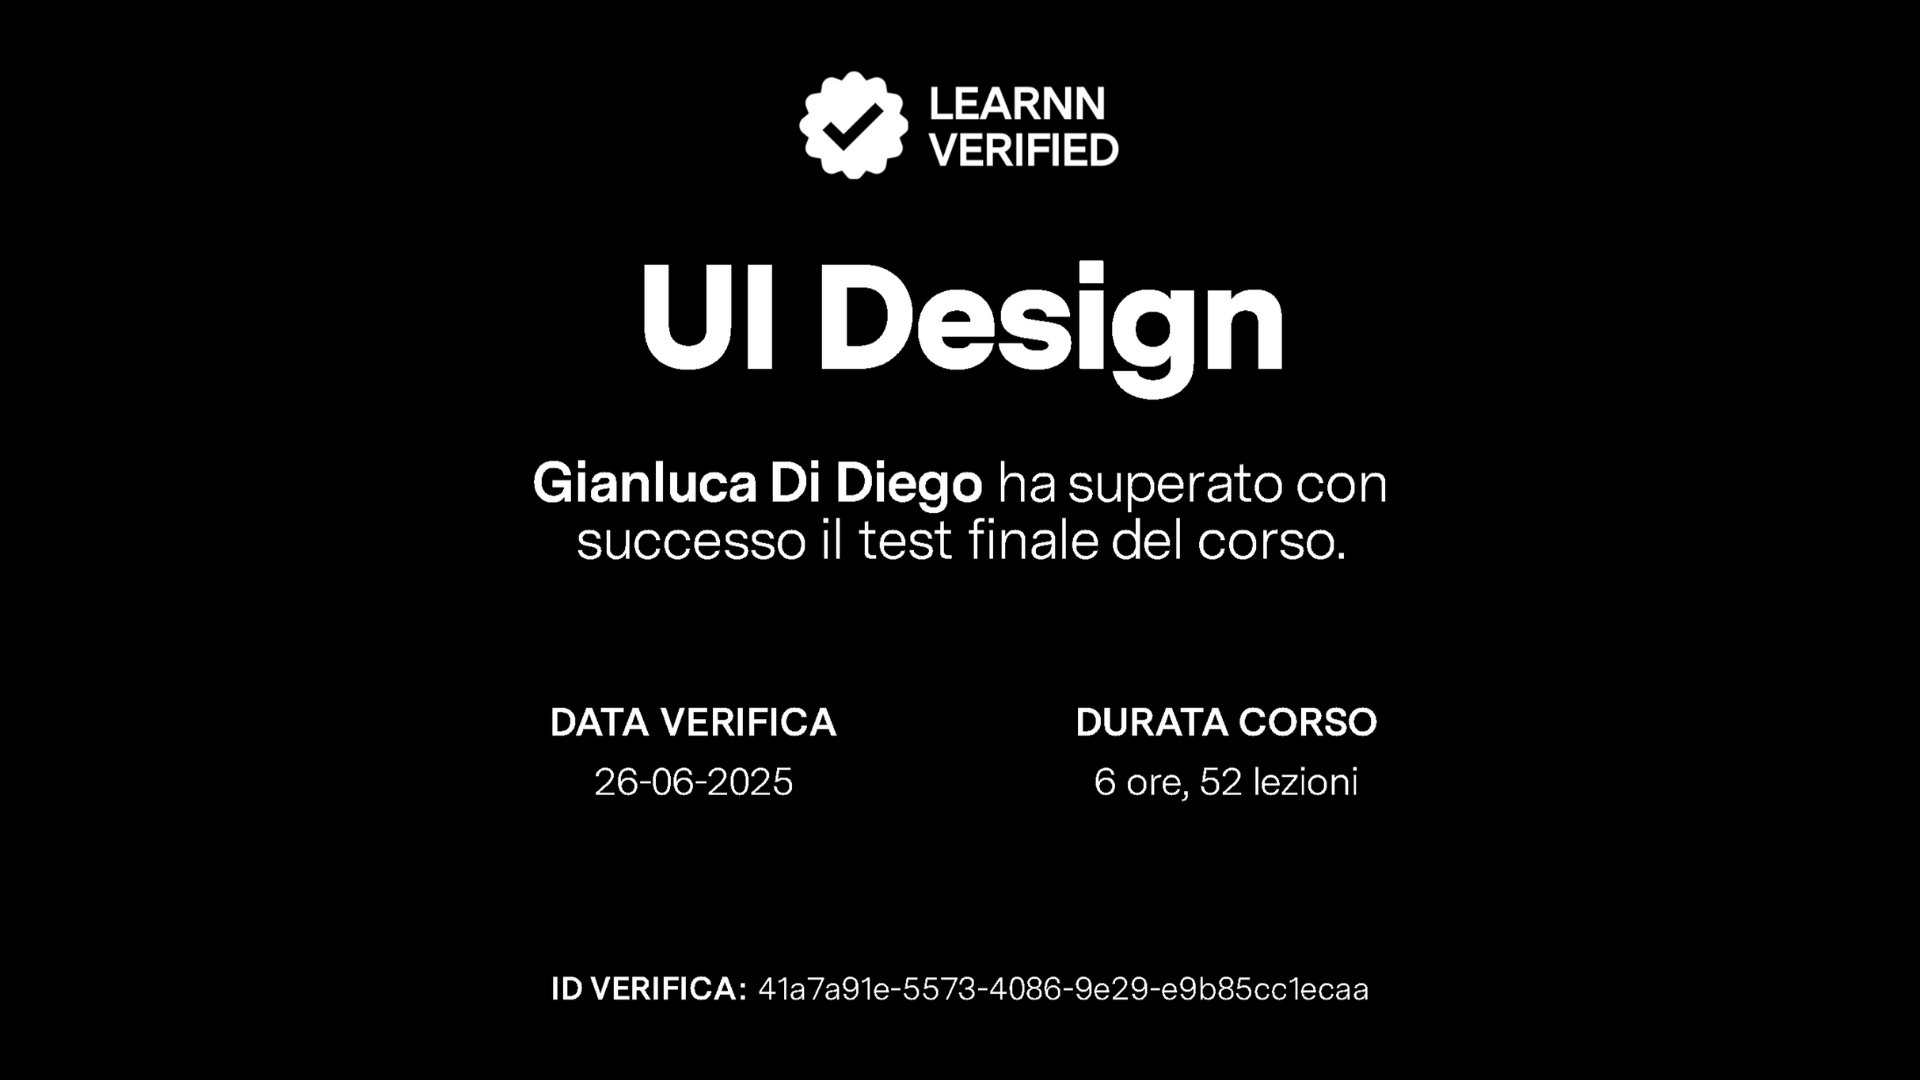 LEARNN
VERIFIED
UI Design
Gianluca Di Diego ha superato con
successo il test finale del corso.
DATA VERIFICA
26-06-2025
DURATA CORSO
6 ore, 52 lezioni
ID VERIFICA: 41a7a91e-5573-4086-9e29-e9b85cc1ecaa